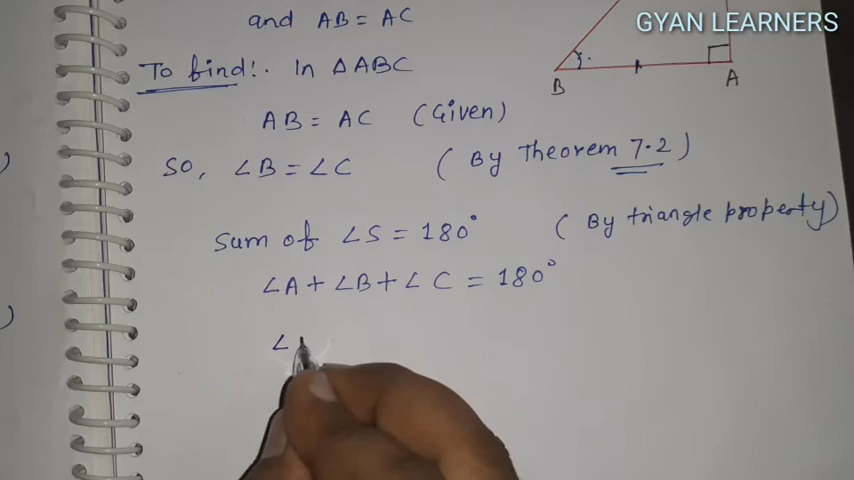 GYAN LEARNERS
and AB = AC
To find:. In ΔABC
B
A
AB = AC (Given)
So, ∠B = ∠C ( By Theorem 7.2 )
Sum of ∠S = 180° ( By triangle property)
∠A + ∠B + ∠C = 180°
∠